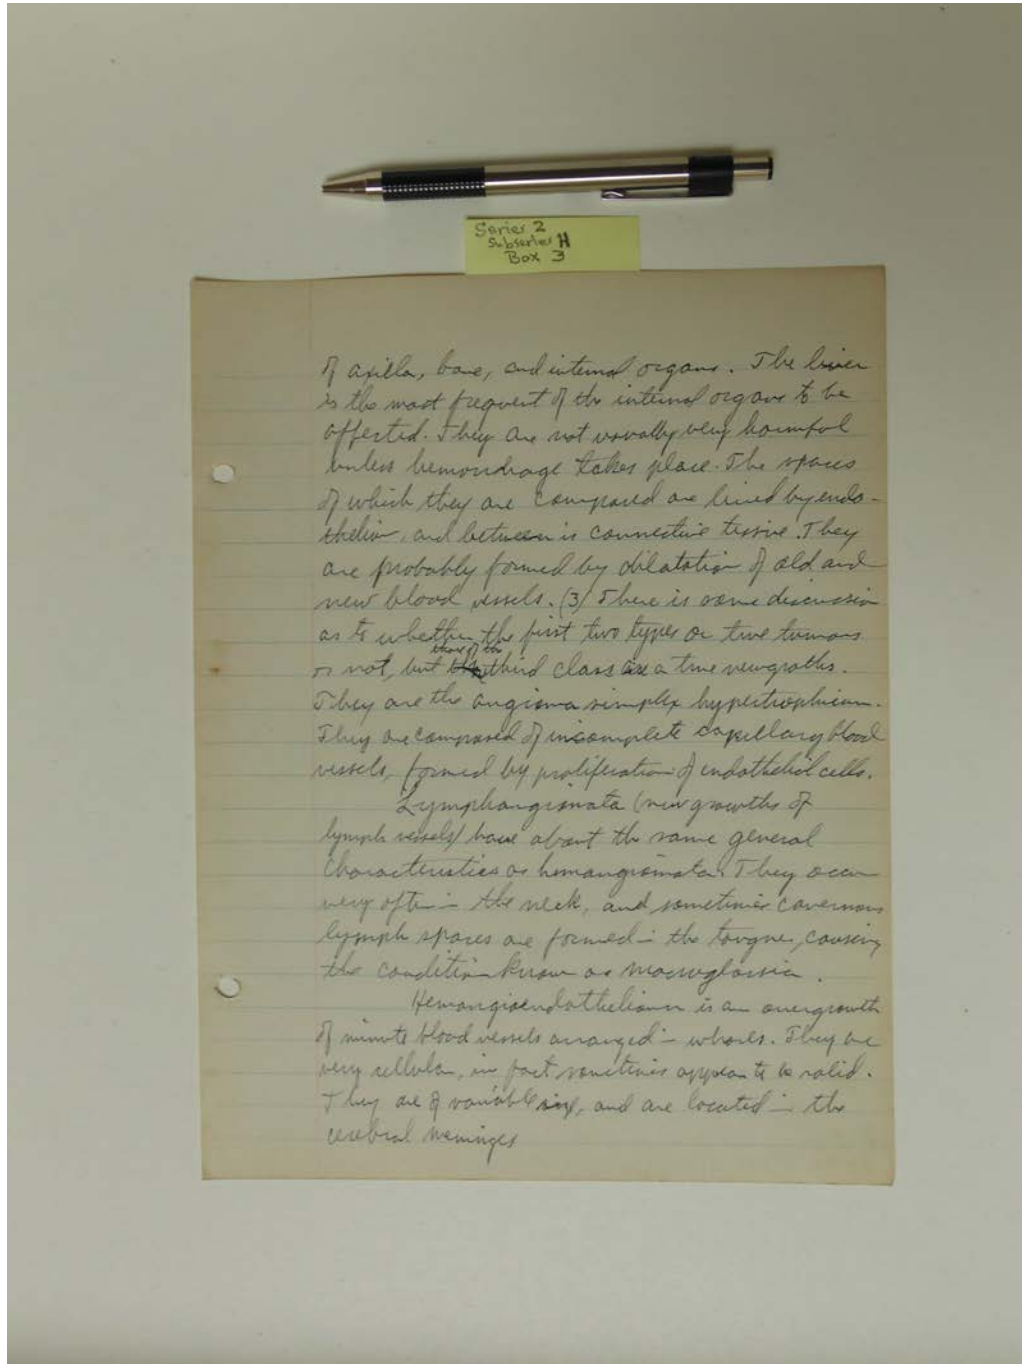 Series 2
Subseries H
Box 3
of axilla, bone, and internal organs. The liver
is the most frequent of the internal organs to be
affected. They are not usually very harmful
unless hemorrhage takes place. The spaces
of which they are composed are lined by endo-
thelium, and between is connective tissue. They
are probably formed by dilatation of old and
new blood vessels. (3) There is some discussion
as to whether the first two types are true tumors
or not, but those of the third class are true newgroths.
They are the angioma simplex hypertrophicum.
They are composed of incomplete capillary blood
vessels, formed by proliferation of endothelial cells.
Lymphangiomata (new growths of
lymph vessels) have about the same general
characteristics as hemangiomata. They occur
very often in the neck, and sometimes cavernous
lymph spaces are formed in the tongue, causing
the condition known as macroglossia.
Hemangioendothelioma is an overgrowth
of minute blood vessels arranged in whorls. They are
very cellular, in fact sometimes appear to be solid.
They are of variable size, and are located in the
cerebral meninges